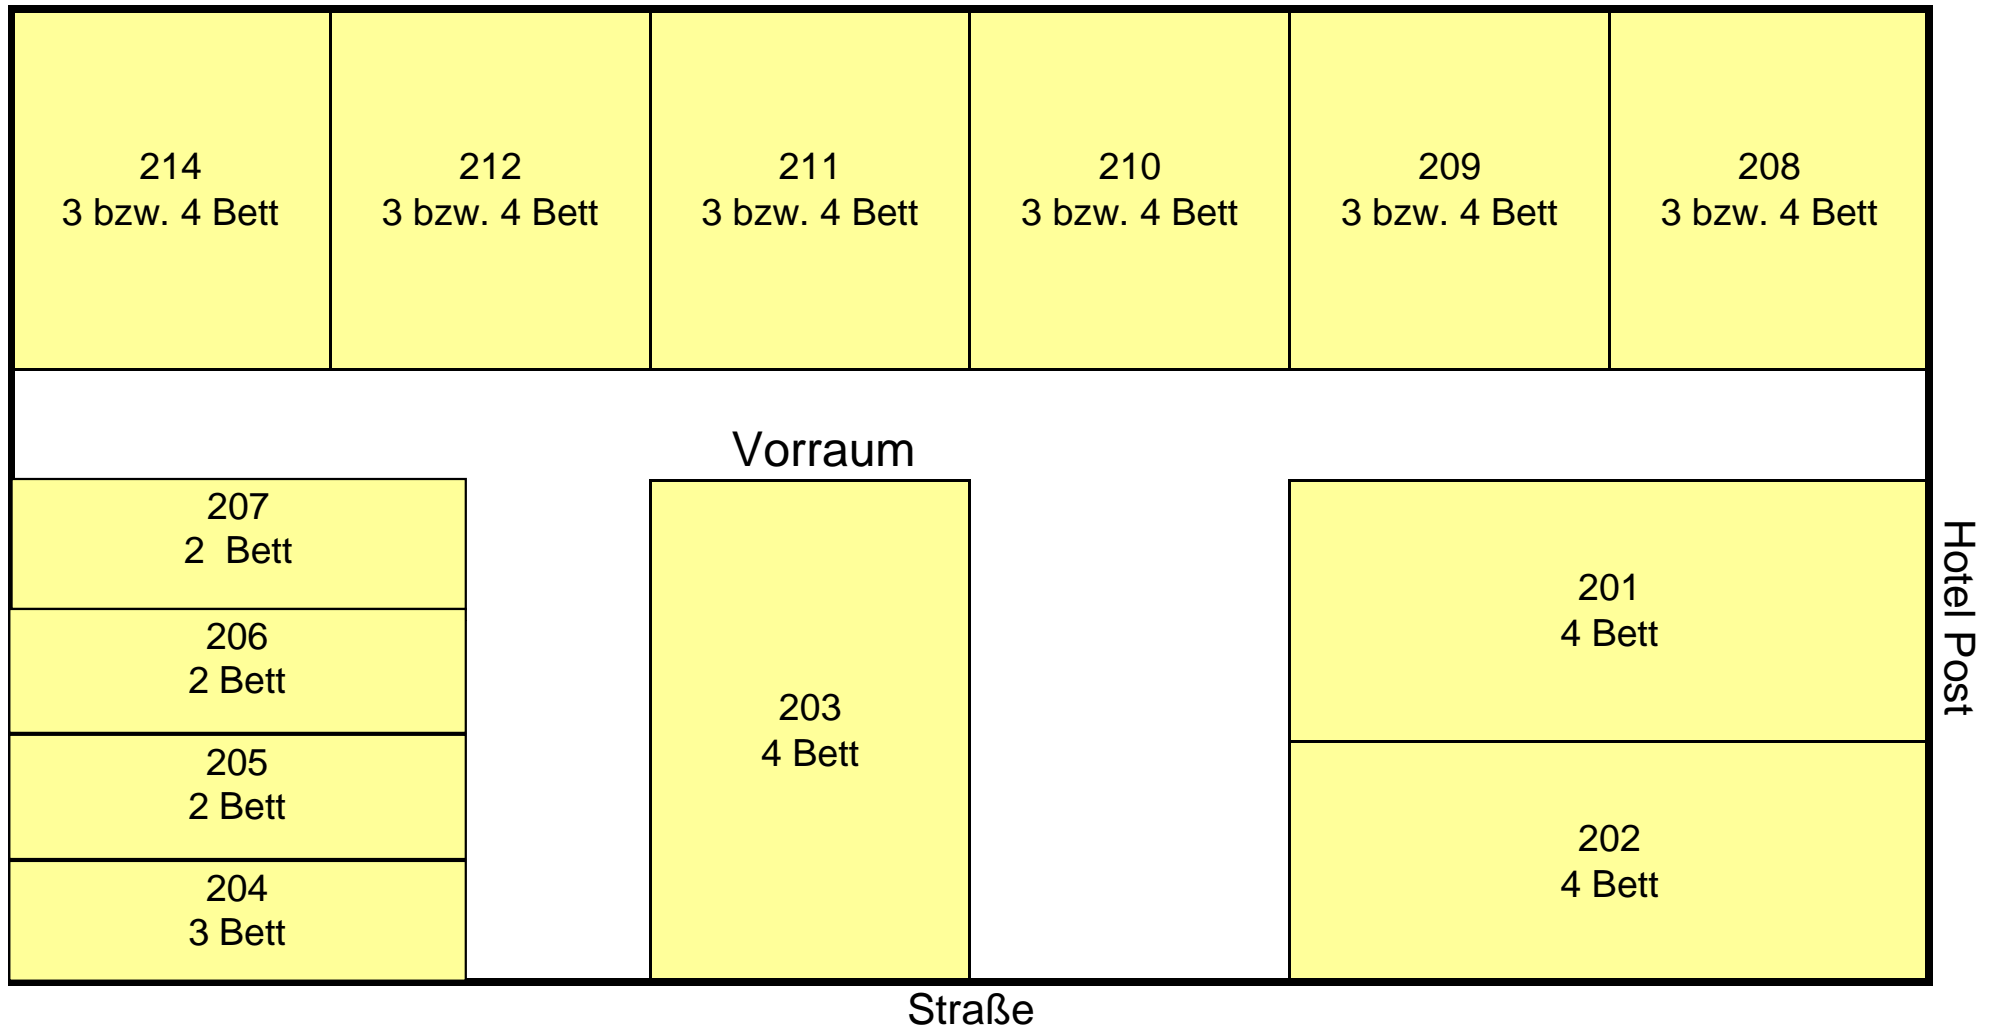 214
3 bzw. 4 Bett
212
3 bzw. 4 Bett
211
3 bzw. 4 Bett
210
3 bzw. 4 Bett
209
3 bzw. 4 Bett
208
3 bzw. 4 Bett
Vorraum
207
2  Bett
206
2 Bett
205
2 Bett
204
3 Bett
203
4 Bett
201
4 Bett
202
4 Bett
Hotel Post
Straße